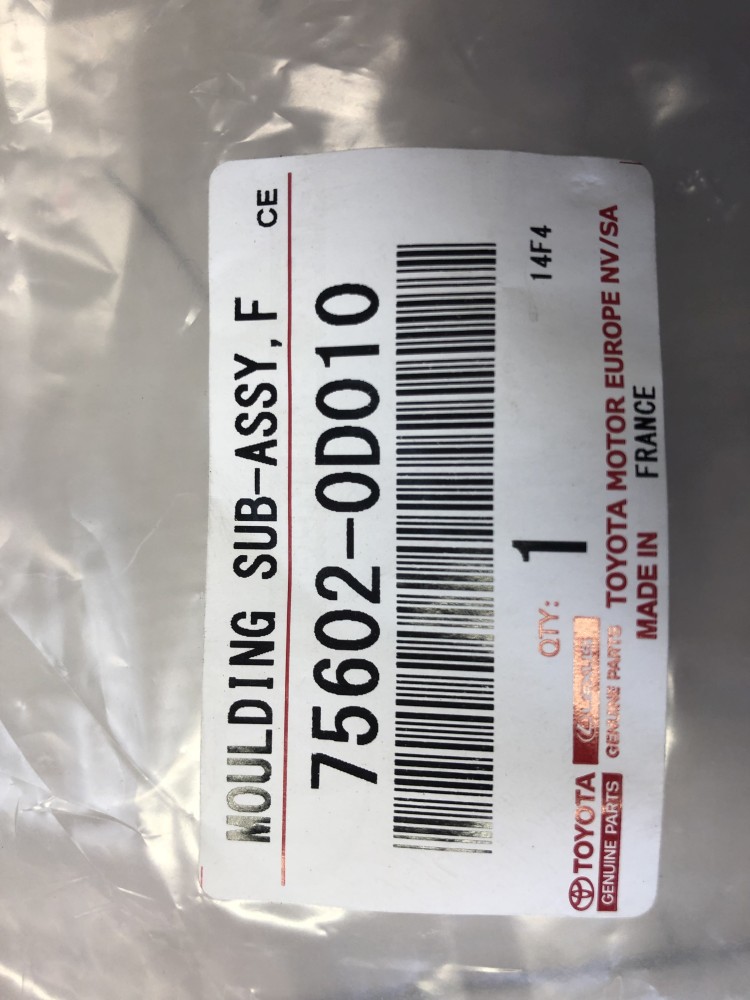 MOULDING SUB-ASSY, F
CE
75602-0D010
14F4
QTY: 1
TOYOTA
GENUINE PARTS
GENUINE PARTS
TOYOTA MOTOR EUROPE NV/SA
MADE IN FRANCE